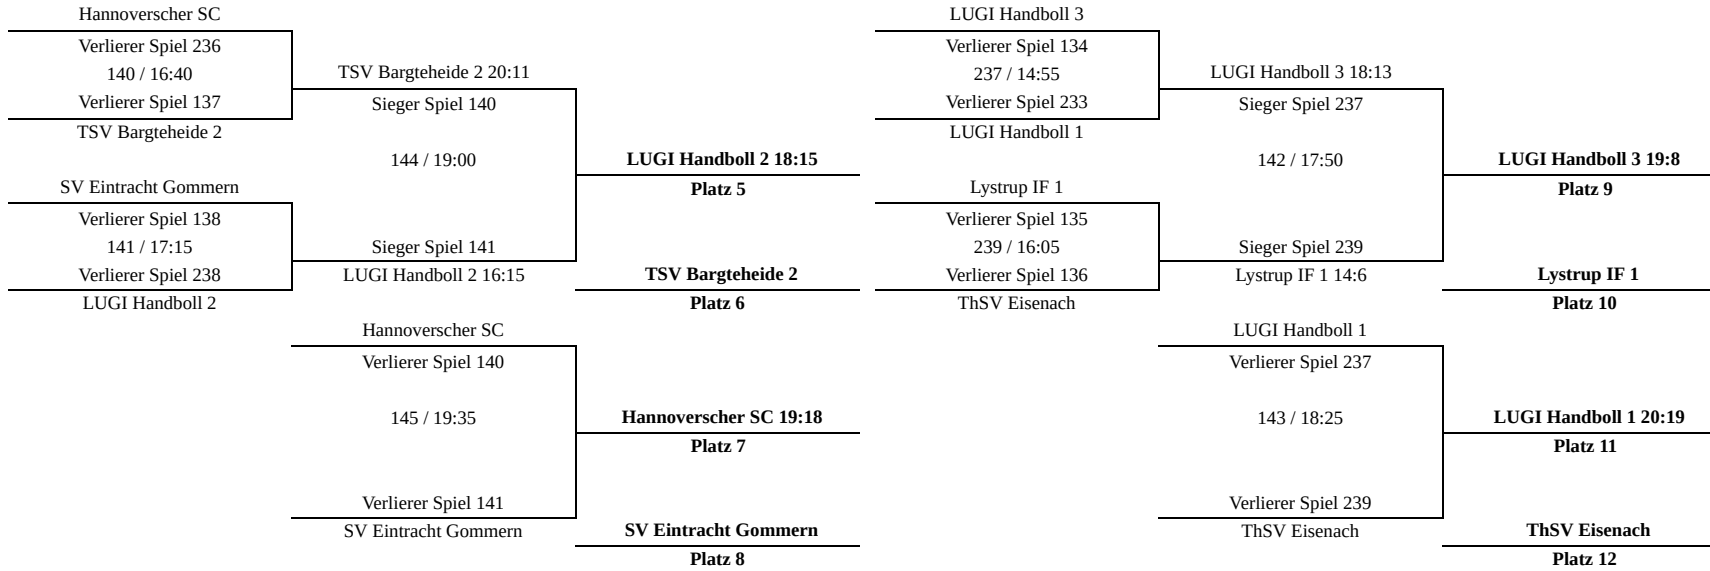 Hannoverscher SC
Verlierer Spiel 236
140 / 16:40
Verlierer Spiel 137
TSV Bargteheide 2
SV Eintracht Gommern
Verlierer Spiel 138
141 / 17:15
Verlierer Spiel 238
LUGI Handboll 2
TSV Bargteheide 2 20:11
Sieger Spiel 140
144 / 19:00
Sieger Spiel 141
LUGI Handboll 2 16:15
LUGI Handboll 2 18:15
Platz 5
TSV Bargteheide 2
Platz 6
Hannoverscher SC
Verlierer Spiel 140
145 / 19:35
Verlierer Spiel 141
SV Eintracht Gommern
Hannoverscher SC 19:18
Platz 7
SV Eintracht Gommern
Platz 8
LUGI Handboll 3
Verlierer Spiel 134
237 / 14:55
Verlierer Spiel 233
LUGI Handboll 1
Lystrup IF 1
Verlierer Spiel 135
239 / 16:05
Verlierer Spiel 136
ThSV Eisenach
LUGI Handboll 3 18:13
Sieger Spiel 237
142 / 17:50
Sieger Spiel 239
Lystrup IF 1 14:6
LUGI Handboll 3 19:8
Platz 9
Lystrup IF 1
Platz 10
LUGI Handboll 1
Verlierer Spiel 237
143 / 18:25
Verlierer Spiel 239
ThSV Eisenach
LUGI Handboll 1 20:19
Platz 11
ThSV Eisenach
Platz 12